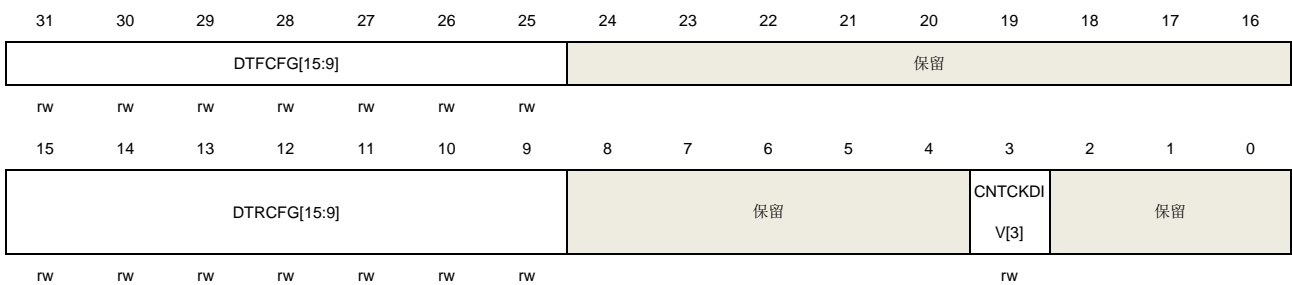 31 30 29 28 27 26 25 24 23 22 21 20 19 18 17 16
DTFCFG[15:9] 保留
rw rw rw rw rw rw rw
15 14 13 12 11 10 9 8 7 6 5 4 3 2 1 0
DTRCFG[15:9] 保留 CNTCKDI
V[3] 保留
rw rw rw rw rw rw rw rw